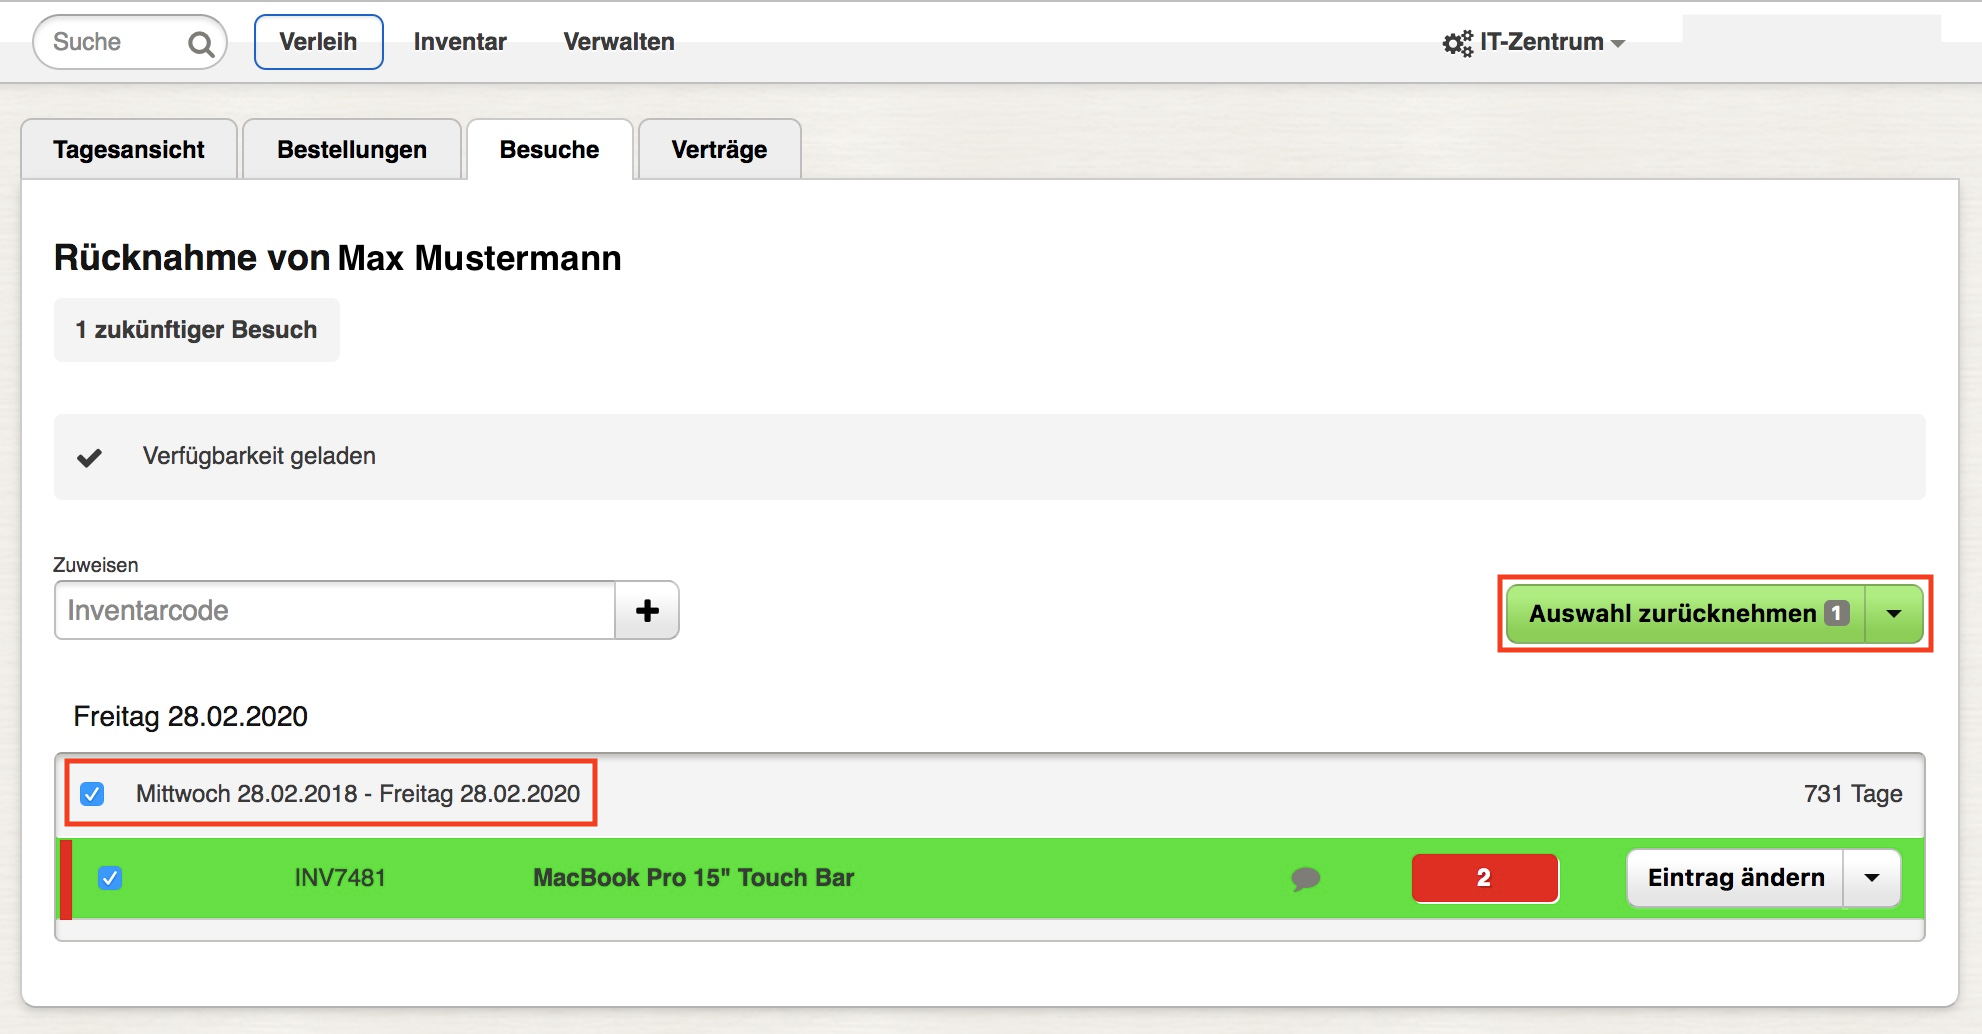 Suche Verleih Inventar Verwalten IT-Zentrum
Tagesansicht Bestellungen Besuche Verträge
Rücknahme von Max Mustermann
1 zukünftiger Besuch
Verfügbarkeit geladen
Zuweisen
Inventarcode
Auswahl zurücknehmen 1
Freitag 28.02.2020
Mittwoch 28.02.2018 - Freitag 28.02.2020 731 Tage
INV7481 MacBook Pro 15" Touch Bar 2 Eintrag ändern